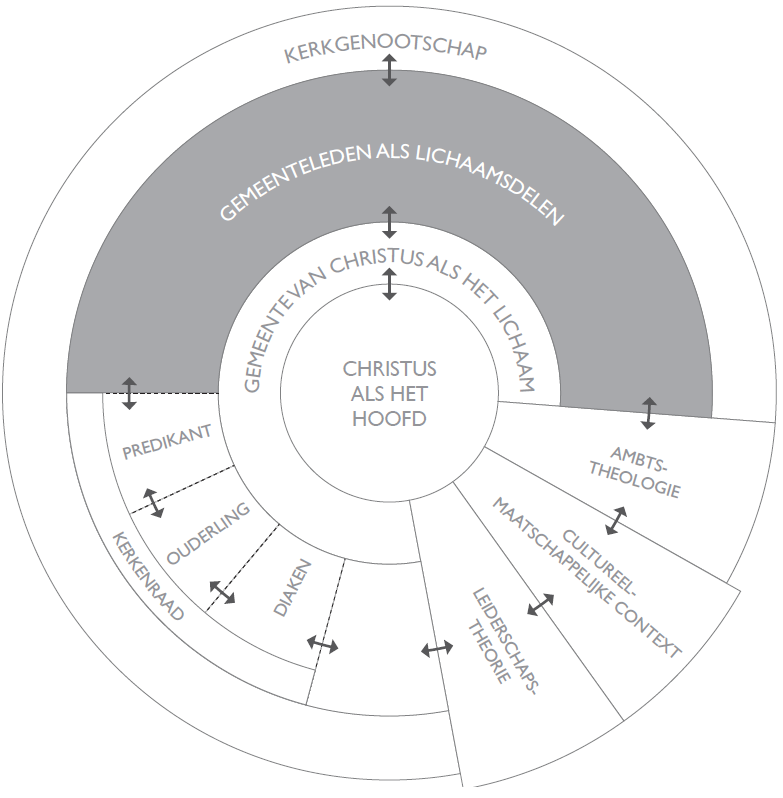 KERKGENOOTSCHAP
GEMEENTELEDEN ALS LICHAAMSDELEN
GEMEENTE VAN CHRISTUS ALS HET LICHAAM
CHRISTUS
ALS HET
HOOFD
PREDIKANT
OUDERLING
DIAKEN
KERKENRAAD
AMBTS-
THEOLOGIE
CULTUREEL-
MAATSCHAPPELIJKE CONTEXT
LEIDERSCHAPS-
THEORIE